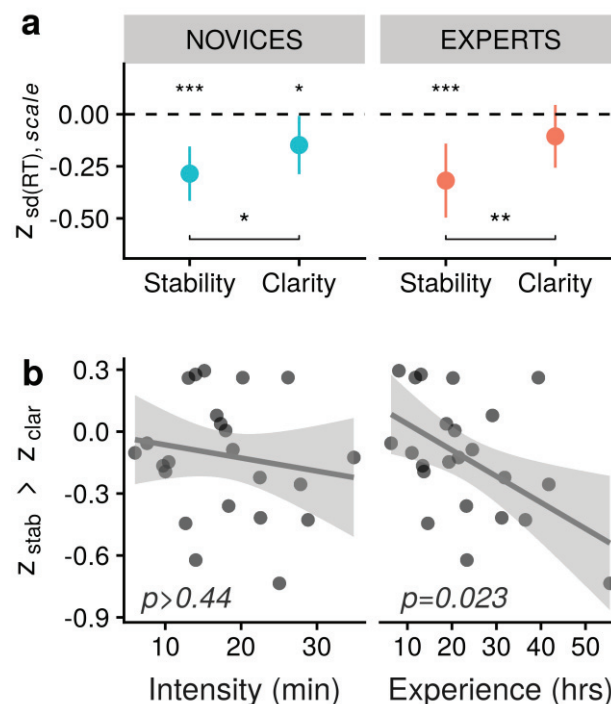 a
NOVICES EXPERTS
*** * ***
0.00
-0.25
-0.50
z sd(RT), scale
* **
Stability Clarity Stability Clarity
b
0.3
0.0
-0.3
-0.6
-0.9
z stab > z clar
p>0.44 p=0.023
10 20 30 10 20 30 40 50
Intensity (min) Experience (hrs)